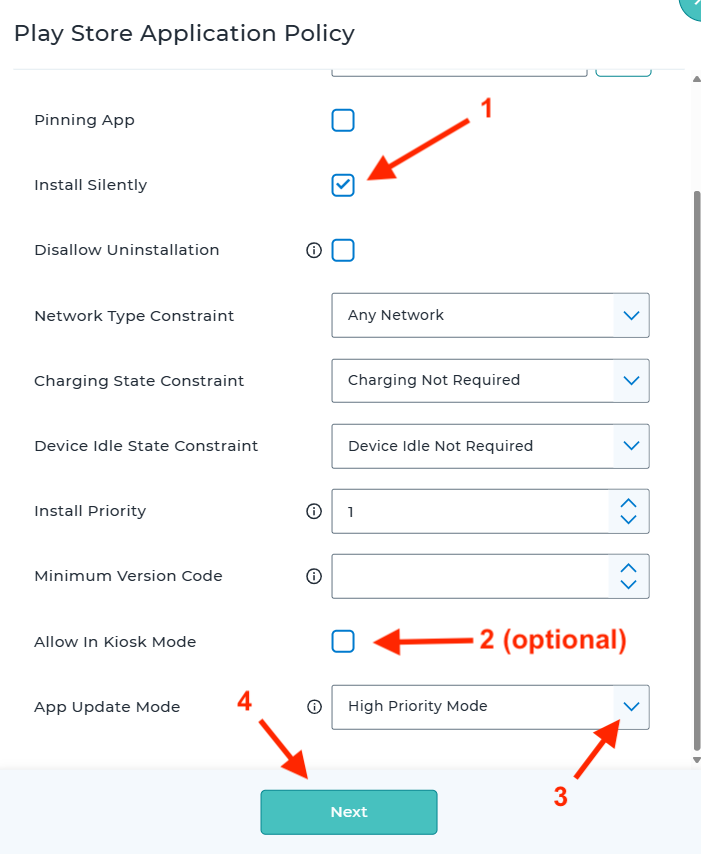 Play Store Application Policy
Pinning App
1
Install Silently
Disallow Uninstallation
Network Type Constraint Any Network
Charging State Constraint Charging Not Required
Device Idle State Constraint Device Idle Not Required
Install Priority 1
Minimum Version Code
Allow In Kiosk Mode 2 (optional)
App Update Mode High Priority Mode
4
3
Next